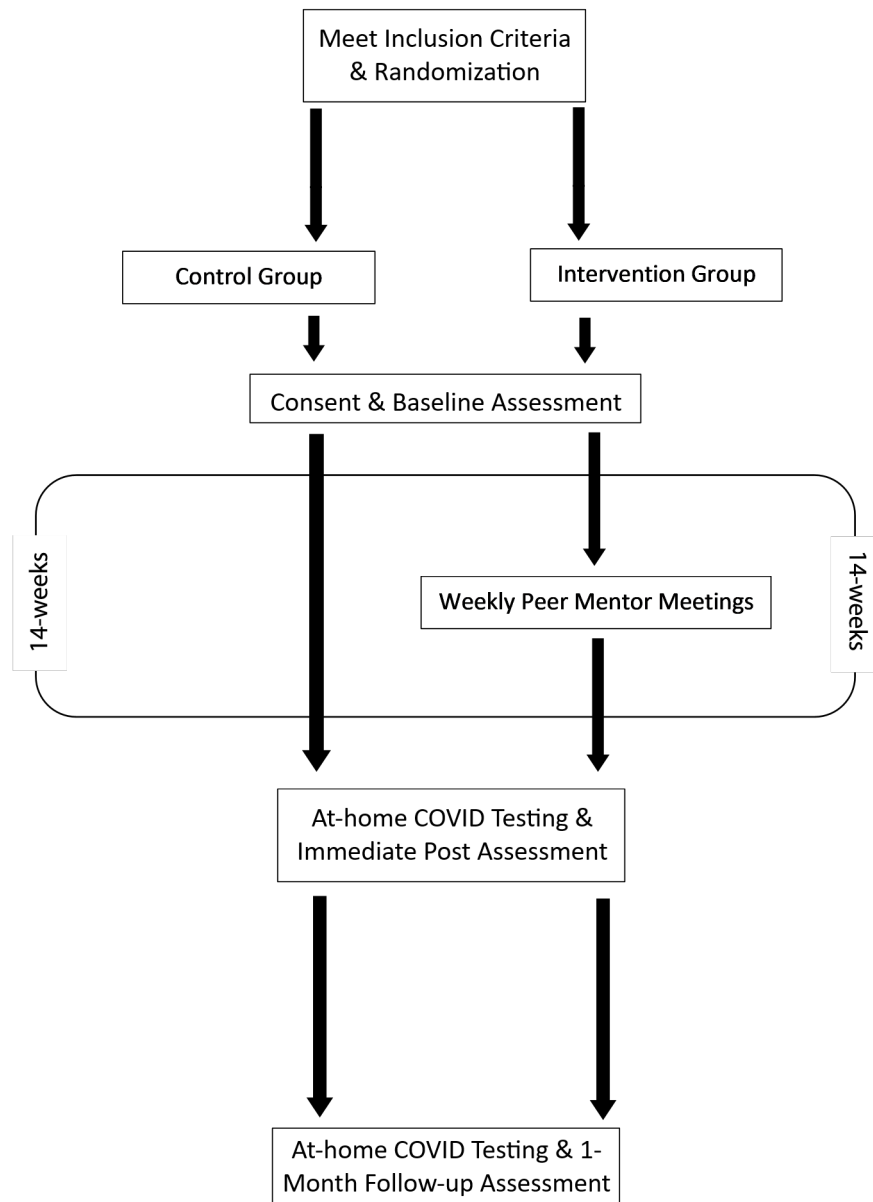 Meet Inclusion Criteria
& Randomization
Control Group
Intervention Group
Consent & Baseline Assessment
14-weeks
14-weeks
Weekly Peer Mentor Meetings
At-home COVID Testing &
Immediate Post Assessment
At-home COVID Testing & 1-
Month Follow-up Assessment